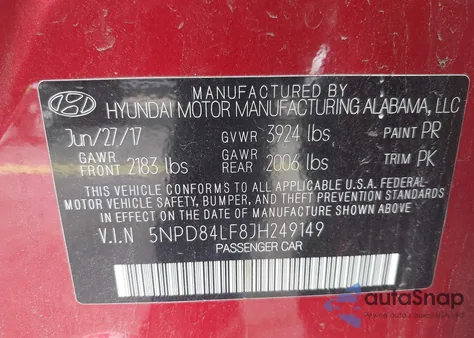 MANUFACTURED BY
HYUNDAI MOTOR MANUFACTURING ALABAMA, LLC
Jun/27/17 GVWR 3924 lbs PAINT PR
GAWR FRONT 2183 lbs GAWR REAR 2006 lbs TRIM PK
THIS VEHICLE CONFORMS TO ALL APPLICABLE U.S.A. FEDERAL
MOTOR VEHICLE SAFETY, BUMPER, AND THEFT PREVENTION STANDARDS
IN EFFECT ON THE DATE OF MANUFACTURE SHOWN ABOVE.
V.I.N 5NPD84LF8JH249149
PASSENGER CAR
autoSnap